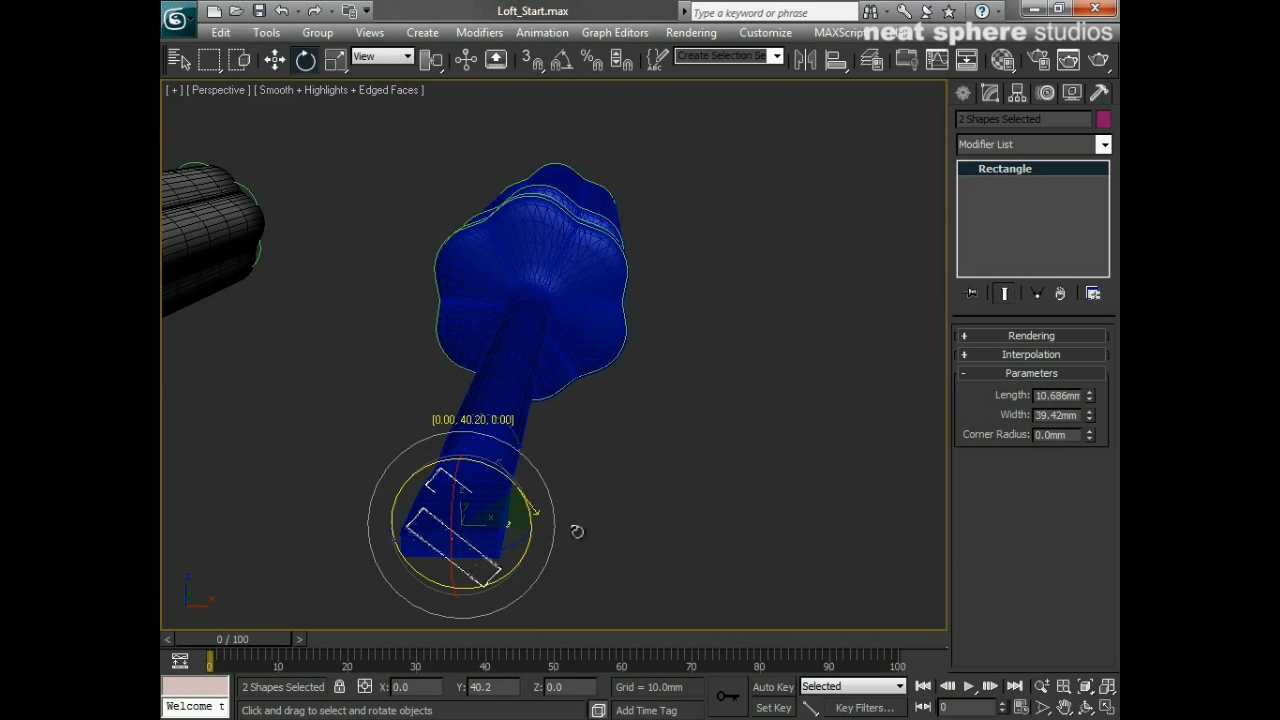 Loft_Start.max
Type a keyword or phrase
Edit Tools Group Views Create Modifiers Animation Graph Editors Rendering Customize MAXScrip
neat sphere studios
View
3
Create Selection Se
[ + ] [ Perspective ] [ Smooth + Highlights + Edged Faces ]
2 Shapes Selected
Modifier List
Rectangle
+ Rendering
+ Interpolation
- Parameters
Length: 10.686mm
Width: 39.42mm
Corner Radius: 0.0mm
[0.00, 40.20, 0.00]
z
y
x
z
x
< 0 / 100 >
0 10 20 30 40 50 60 70 80 90 100
2 Shapes Selected X: 0.0 Y: 40.2 Z: 0.0 Grid = 10.0mm Auto Key Selected
Welcome t Click and drag to select and rotate objects Add Time Tag Set Key Key Filters... 0